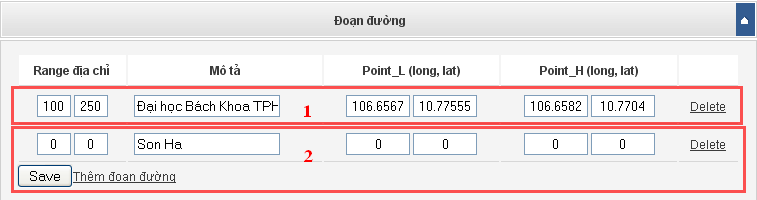 Đoạn đường
Range địa chỉ Mô tả Point_L (long, lat) Point_H (long, lat)
100 250 Đại học Bách Khoa TPH 1 106.6567 10.77555 106.6582 10.7704 Delete
0 0 Son Ha 2 0 0 0 0 Delete
Save Thêm đoan đường